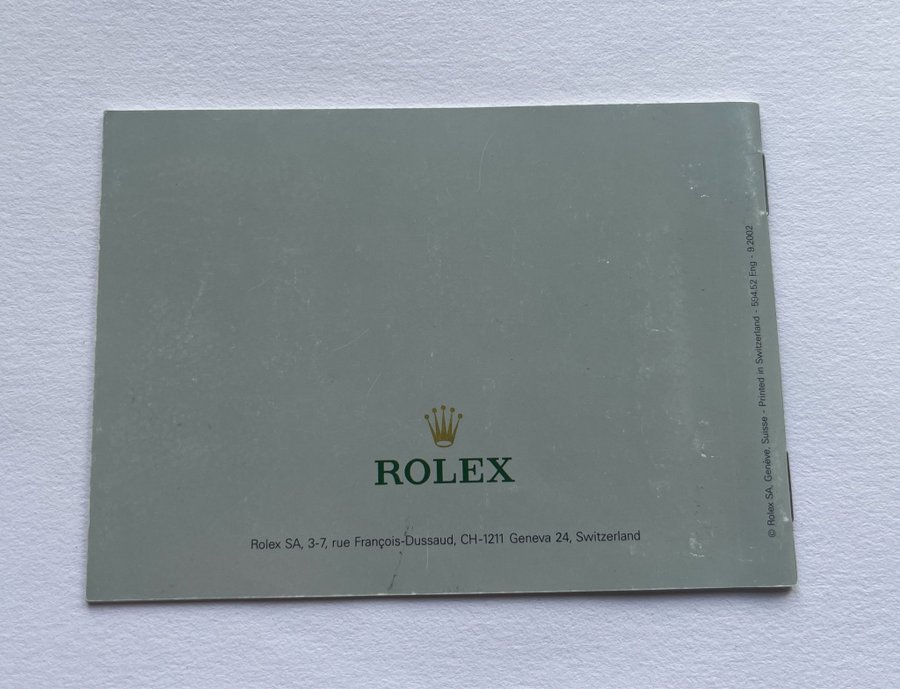 ROLEX
Rolex SA, 3-7, rue François-Dussaud, CH-1211 Geneva 24, Switzerland
© Rolex SA, Genève, Suisse - Printed in Switzerland - 594.52 Eng - 9.2002